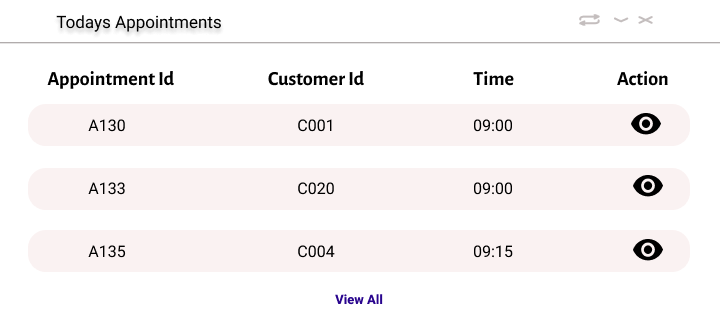 Todays Appointments
Appointment Id Customer Id Time Action
A130 C001 09:00
A133 C020 09:00
A135 C004 09:15
View All